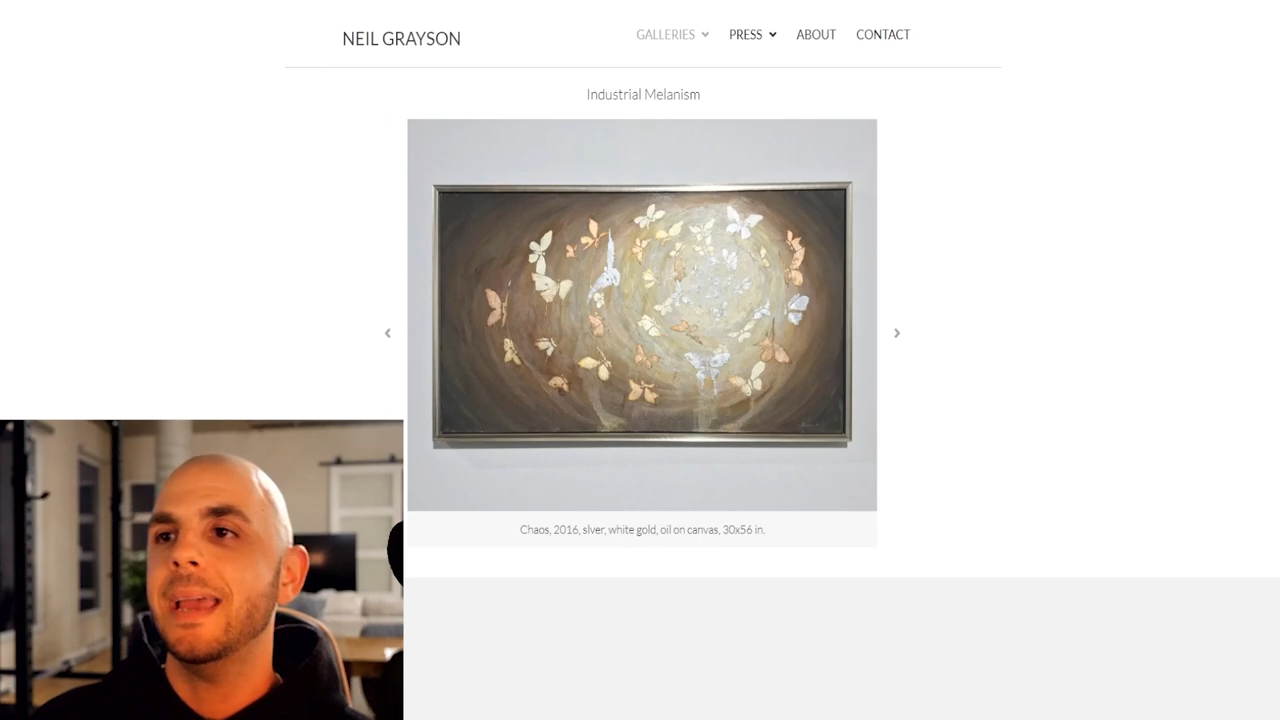 NEIL GRAYSON
GALLERIES PRESS ABOUT CONTACT
Industrial Melanism
Chaos, 2016, slver, white gold, oil on canvas, 30x56 in.